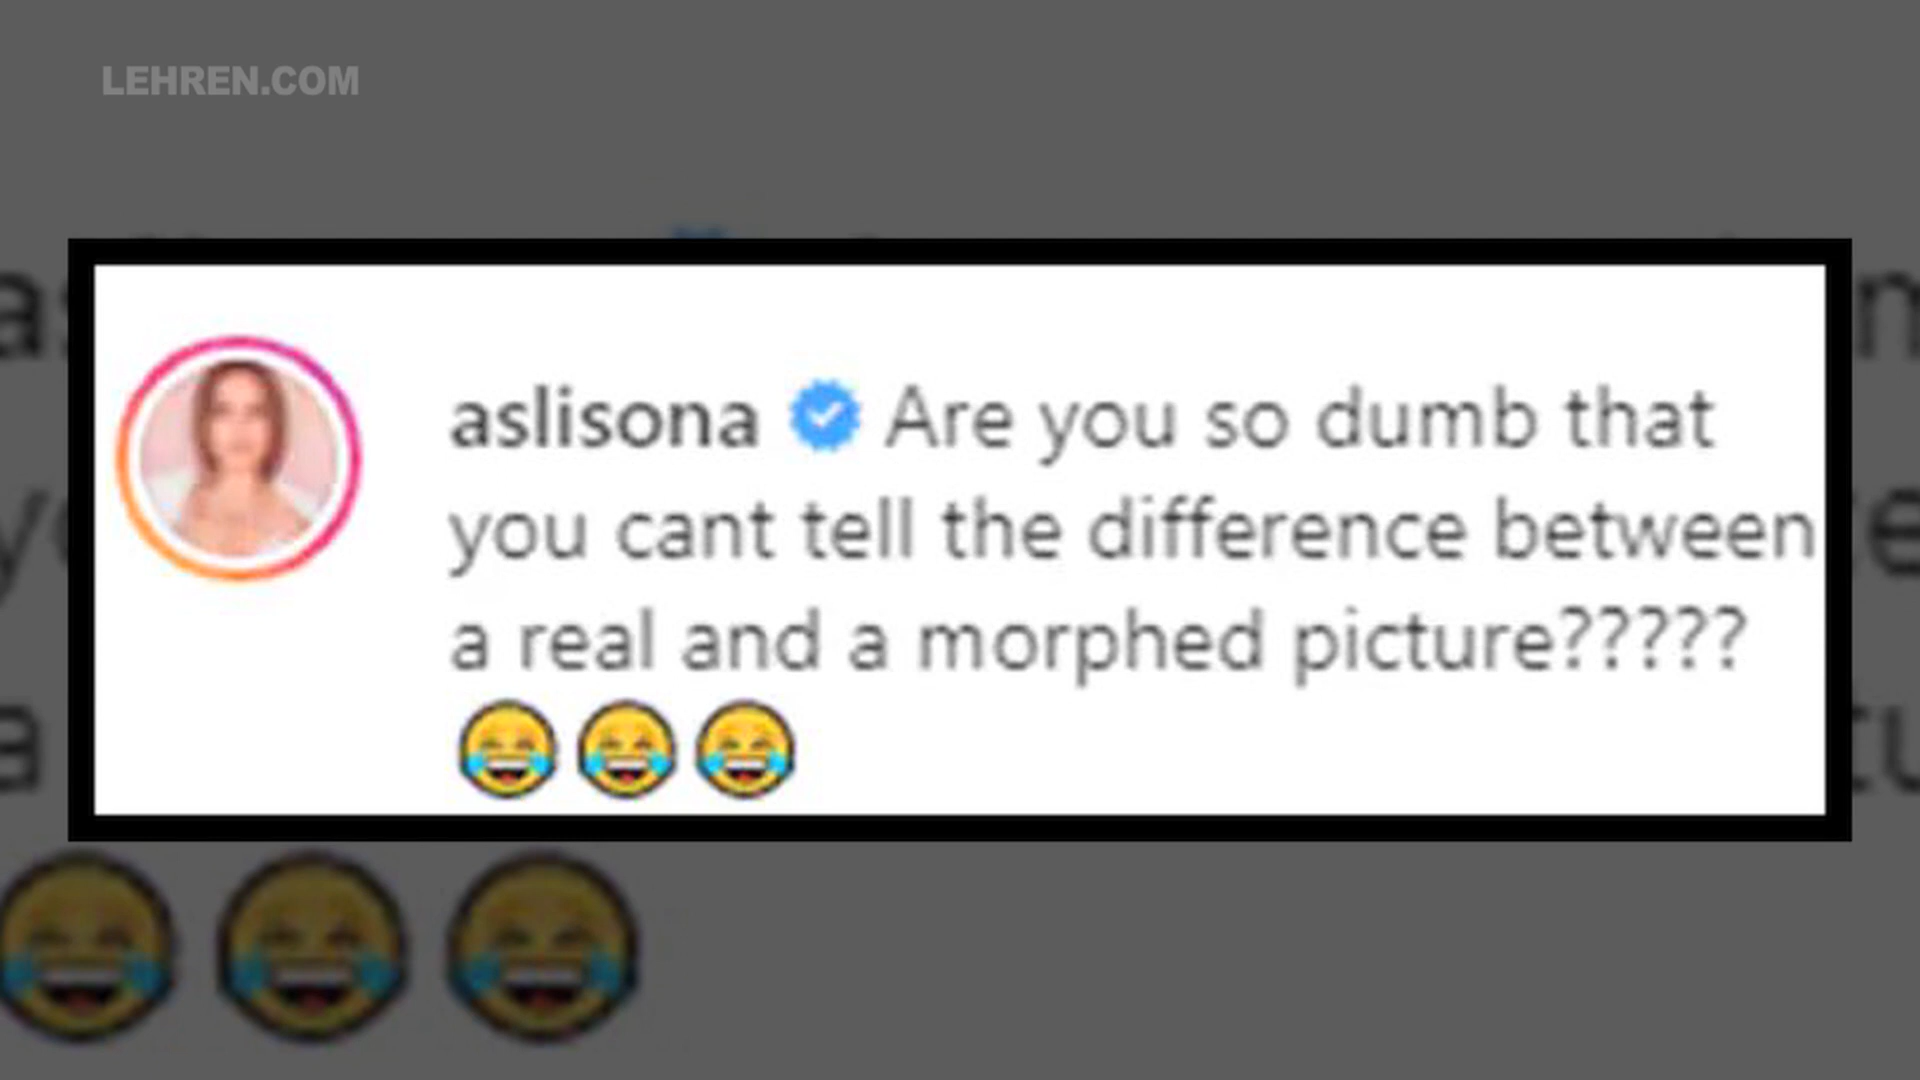 LEHREN.COM
aslisona Are you so dumb that
you cant tell the difference between
a real and a morphed picture?????
😂😂😂